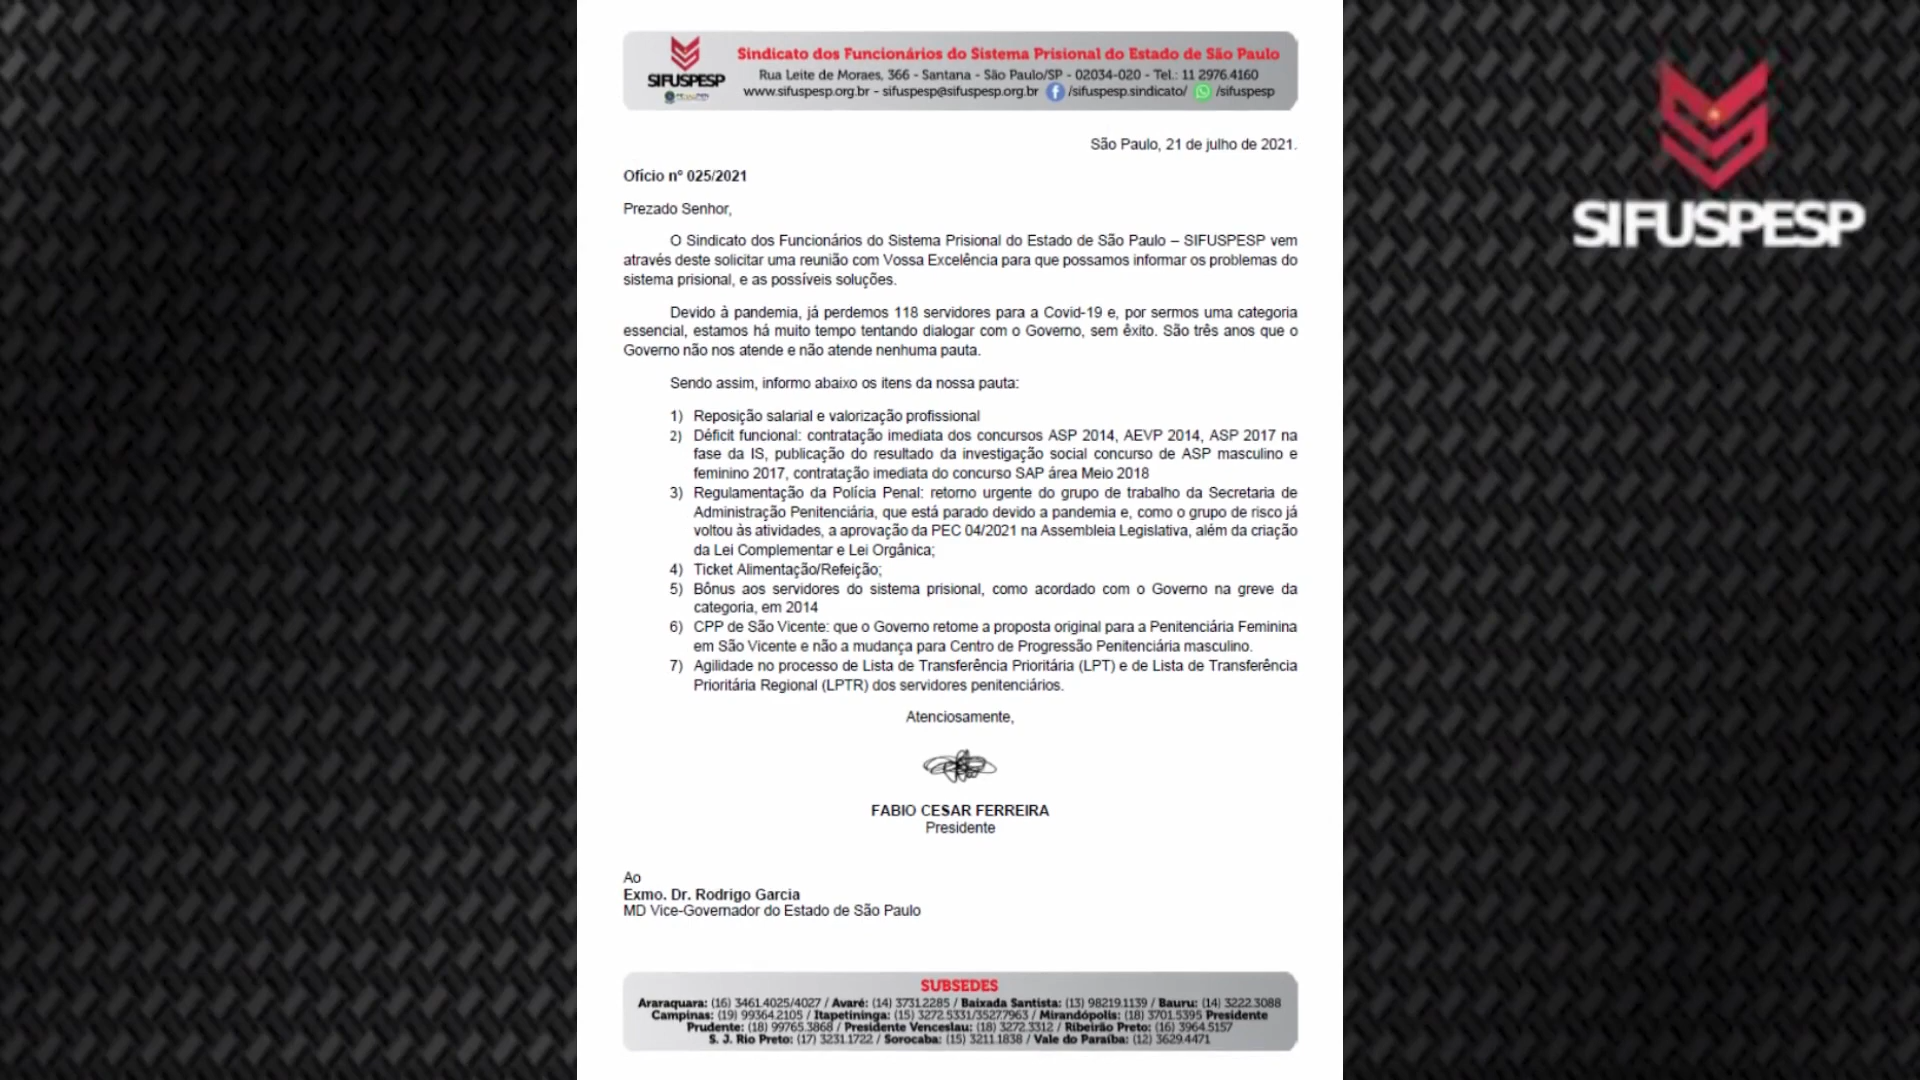 SIFUSPESP
Sindicato dos Funcionários do Sistema Prisional do Estado de São Paulo
Rua Leite de Moraes, 366 - Santana - São Paulo/SP - 02034-020 - Tel.: 11 2976.4160
www.sifuspesp.org.br - sifuspesp@sifuspesp.org.br /sifuspesp.sindicato/ /sifuspesp
SIFUSPESP
São Paulo, 21 de julho de 2021.
Ofício nº 025/2021
Prezado Senhor,
O Sindicato dos Funcionários do Sistema Prisional do Estado de São Paulo – SIFUSPESP vem
através deste solicitar uma reunião com Vossa Excelência para que possamos informar os problemas do
sistema prisional, e as possíveis soluções.
Devido à pandemia, já perdemos 118 servidores para a Covid-19 e, por sermos uma categoria
essencial, estamos há muito tempo tentando dialogar com o Governo, sem êxito. São três anos que o
Governo não nos atende e não atende nenhuma pauta.
Sendo assim, informo abaixo os itens da nossa pauta:
1) Reposição salarial e valorização profissional
2) Déficit funcional: contratação imediata dos concursos ASP 2014, AEVP 2014, ASP 2017 na
fase da IS, publicação do resultado da investigação social concurso de ASP masculino e
feminino 2017, contratação imediata do concurso SAP área Meio 2018
3) Regulamentação da Polícia Penal: retorno urgente do grupo de trabalho da Secretaria de
Administração Penitenciária, que está parado devido a pandemia e, como o grupo de risco já
voltou às atividades, a aprovação da PEC 04/2021 na Assembleia Legislativa, além da criação
da Lei Complementar e Lei Orgânica;
4) Ticket Alimentação/Refeição;
5) Bônus aos servidores do sistema prisional, como acordado com o Governo na greve da
categoria, em 2014
6) CPP de São Vicente: que o Governo retome a proposta original para a Penitenciária Feminina
em São Vicente e não a mudança para Centro de Progressão Penitenciária masculino.
7) Agilidade no processo de Lista de Transferência Prioritária (LPT) e de Lista de Transferência
Prioritária Regional (LPTR) dos servidores penitenciários.
Atenciosamente,
FABIO CESAR FERREIRA
Presidente
Ao
Exmo. Dr. Rodrigo Garcia
MD Vice-Governador do Estado de São Paulo
SUBSEDES
Araraquara: (16) 3461.4025/4027 / Avaré: (14) 3731.2285 / Baixada Santista: (13) 98219.1139 / Bauru: (14) 3222.3088
Campinas: (19) 99364.2105 / Itapetininga: (15) 3272.5331/3527.7963 / Mirandópolis: (18) 3701.5395 Presidente
Prudente: (18) 99765.3868 / Presidente Venceslau: (18) 3272.3312 / Ribeirão Preto: (16) 3964.5157
S. J. Rio Preto: (17) 3231.1722 / Sorocaba: (15) 3211.1838 / Vale do Paraíba: (12) 3629.4471